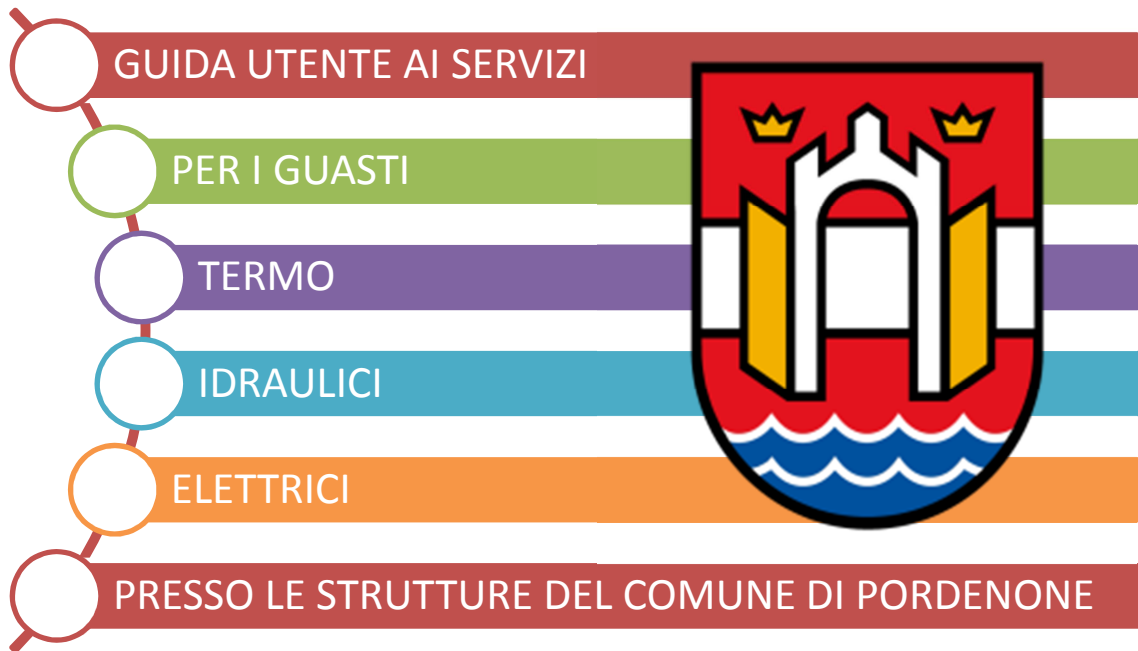 GUIDA UTENTE AI SERVIZI
PER I GUASTI
TERMO
IDRAULICI
ELETTRICI
PRESSO LE STRUTTURE DEL COMUNE DI PORDENONE